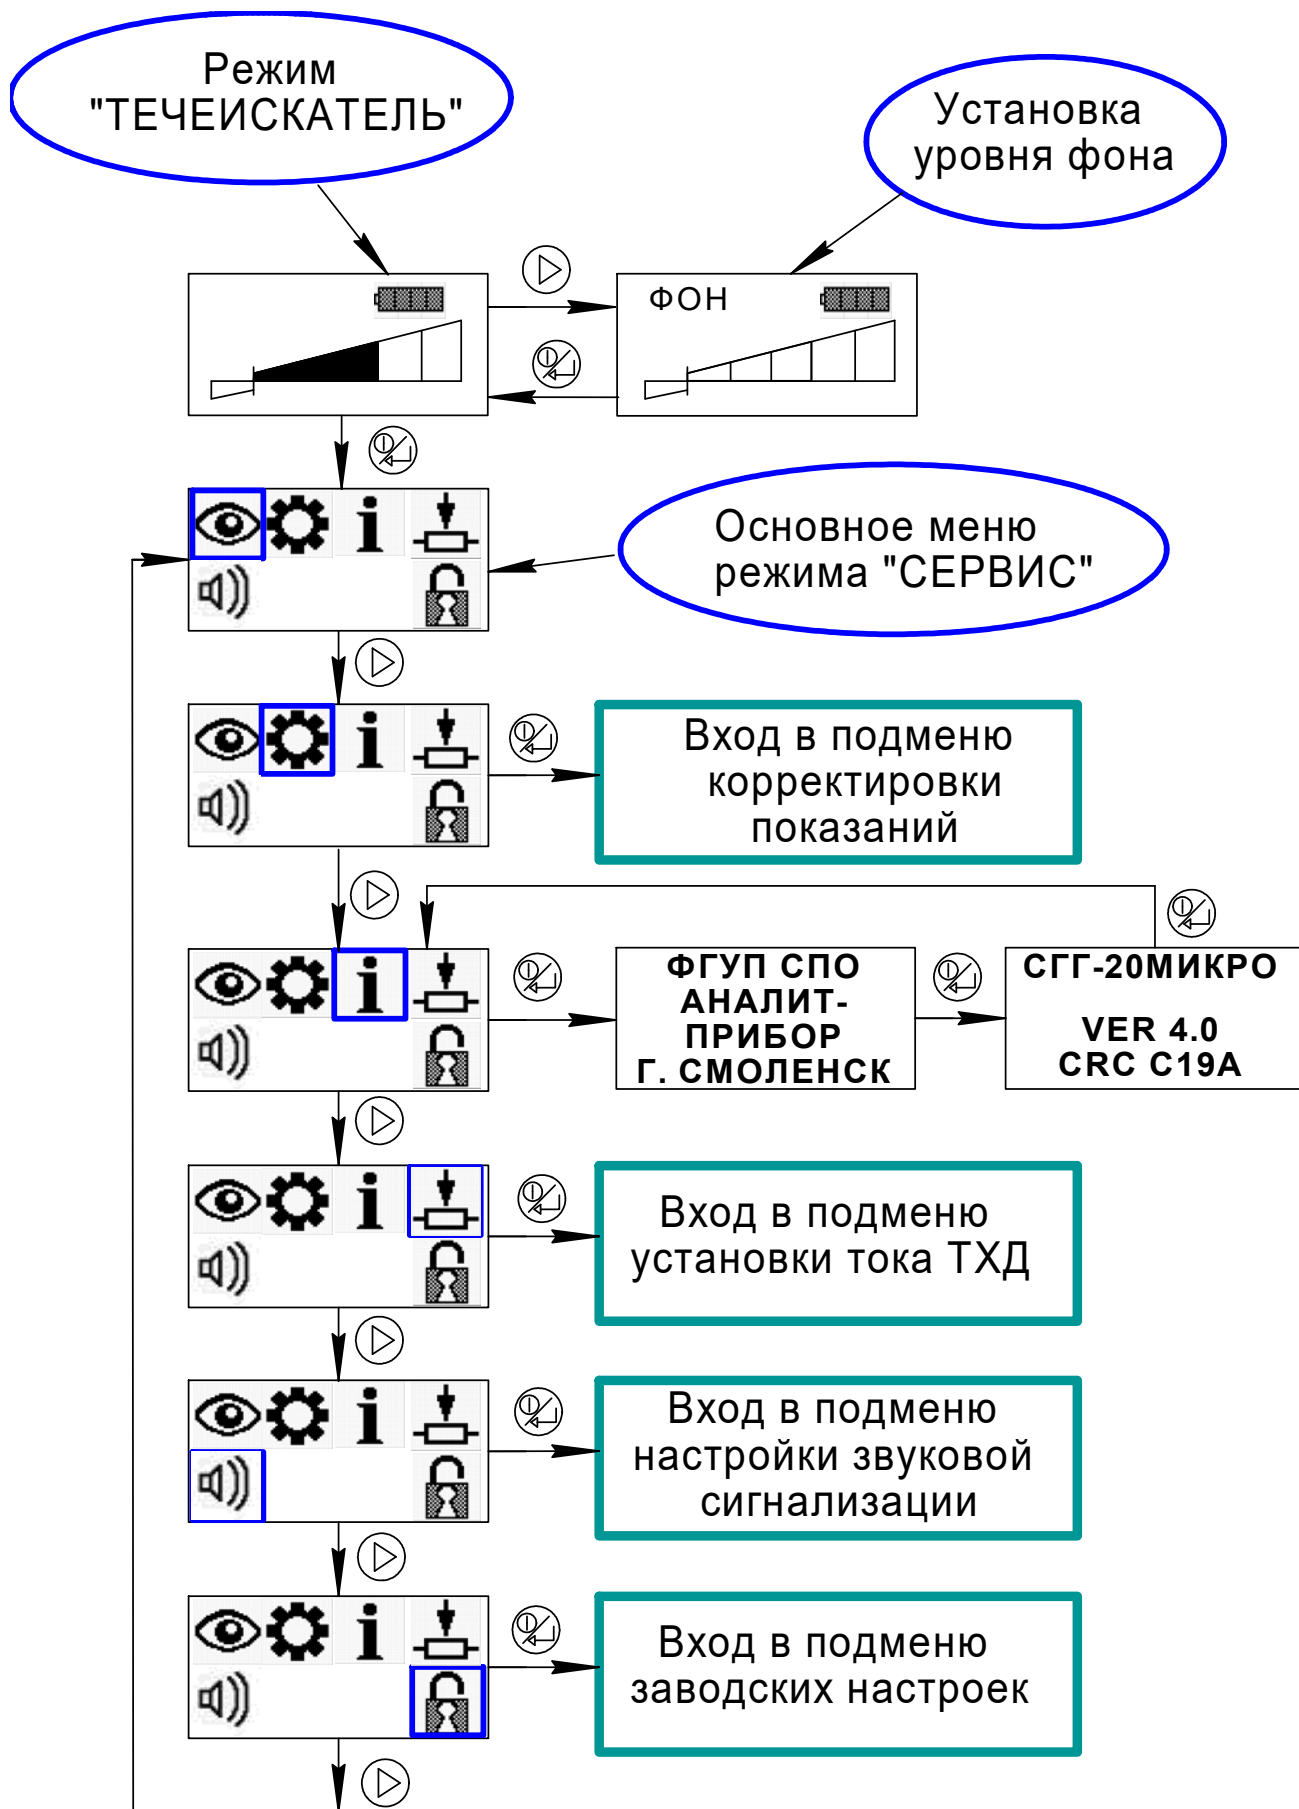 Режим
"ТЕЧЕИСКАТЕЛЬ"
Установка
уровня фона
ФОН
Основное меню
режима "СЕРВИС"
Вход в подменю
корректировки
показаний
ФГУП СПО
АНАЛИТ-
ПРИБОР
Г. СМОЛЕНСК
СГГ-20МИКРО
VER 4.0
CRC C19A
Вход в подменю
установки тока ТХД
Вход в подменю
настройки звуковой
сигнализации
Вход в подменю
заводских настроек